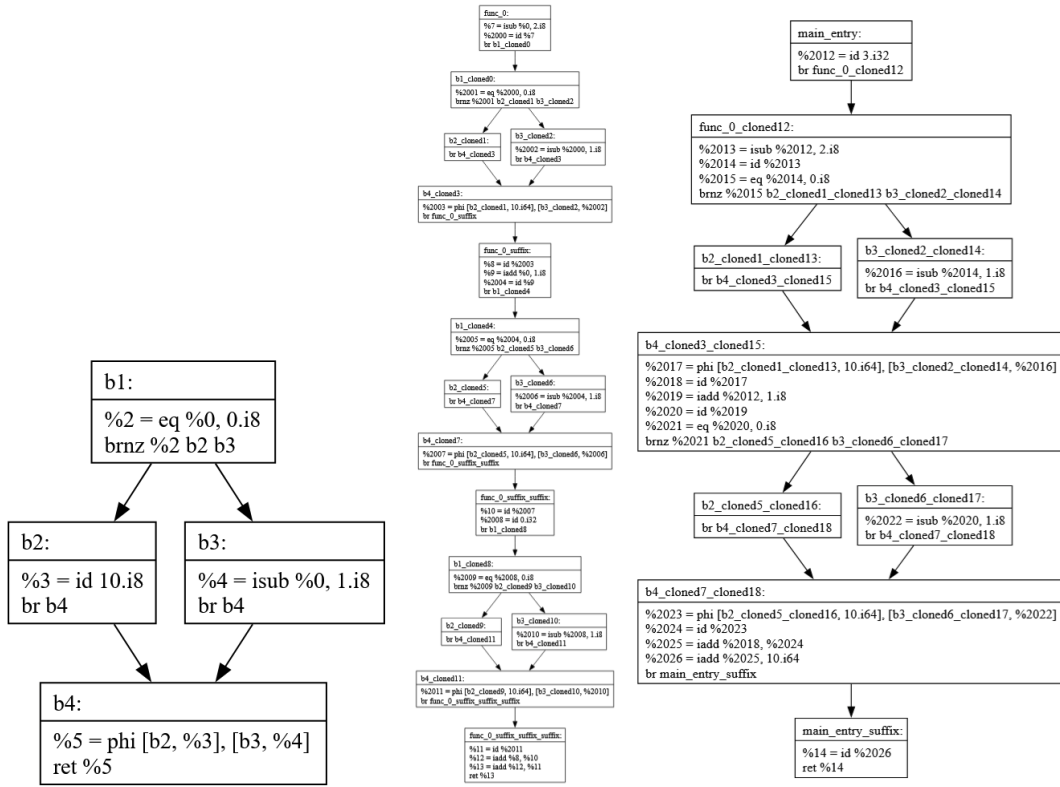 b1:
%2 = eq %0, 0.i8
brnz %2 b2 b3
b2:
%3 = id 10.i8
br b4
b3:
%4 = isub %0, 1.i8
br b4
b4:
%5 = phi [b2, %3], [b3, %4]
ret %5
func_0:
%7 = isub %0, 2.i8
%2000 = id %7
br b1_cloned0
b1_cloned0:
%2001 = eq %2000, 0.i8
brnz %2001 b2_cloned1 b3_cloned2
b2_cloned1:
br b4_cloned3
b3_cloned2:
%2002 = isub %2000, 1.i8
br b4_cloned3
b4_cloned3:
%2003 = phi [b2_cloned1, 10.i64], [b3_cloned2, %2002]
br func_0_suffix
func_0_suffix:
%8 = id %2003
%9 = iadd %0, 1.i8
%2004 = id %9
br b1_cloned4
b1_cloned4:
%2005 = eq %2004, 0.i8
brnz %2005 b2_cloned5 b3_cloned6
b2_cloned5:
br b4_cloned7
b3_cloned6:
%2006 = isub %2004, 1.i8
br b4_cloned7
b4_cloned7:
%2007 = phi [b2_cloned5, 10.i64], [b3_cloned6, %2006]
br func_0_suffix_suffix
func_0_suffix_suffix:
%10 = id %2007
%2008 = id 0.i32
br b1_cloned8
b1_cloned8:
%2009 = eq %2008, 0.i8
brnz %2009 b2_cloned9 b3_cloned10
b2_cloned9:
br b4_cloned11
b3_cloned10:
%2010 = isub %2008, 1.i8
br b4_cloned11
b4_cloned11:
%2011 = phi [b2_cloned9, 10.i64], [b3_cloned10, %2010]
br func_0_suffix_suffix_suffix
func_0_suffix_suffix_suffix:
%11 = id %2011
%12 = iadd %8, %10
%13 = iadd %12, %11
ret %13
main_entry:
%2012 = id 3.i32
br func_0_cloned12
func_0_cloned12:
%2013 = isub %2012, 2.i8
%2014 = id %2013
%2015 = eq %2014, 0.i8
brnz %2015 b2_cloned1_cloned13 b3_cloned2_cloned14
b2_cloned1_cloned13:
br b4_cloned3_cloned15
b3_cloned2_cloned14:
%2016 = isub %2014, 1.i8
br b4_cloned3_cloned15
b4_cloned3_cloned15:
%2017 = phi [b2_cloned1_cloned13, 10.i64], [b3_cloned2_cloned14, %2016]
%2018 = id %2017
%2019 = iadd %2012, 1.i8
%2020 = id %2019
%2021 = eq %2020, 0.i8
brnz %2021 b2_cloned5_cloned16 b3_cloned6_cloned17
b2_cloned5_cloned16:
br b4_cloned7_cloned18
b3_cloned6_cloned17:
%2022 = isub %2020, 1.i8
br b4_cloned7_cloned18
b4_cloned7_cloned18:
%2023 = phi [b2_cloned5_cloned16, 10.i64], [b3_cloned6_cloned17, %2022]
%2024 = id %2023
%2025 = iadd %2018, %2024
%2026 = iadd %2025, 10.i64
br main_entry_suffix
main_entry_suffix:
%14 = id %2026
ret %14